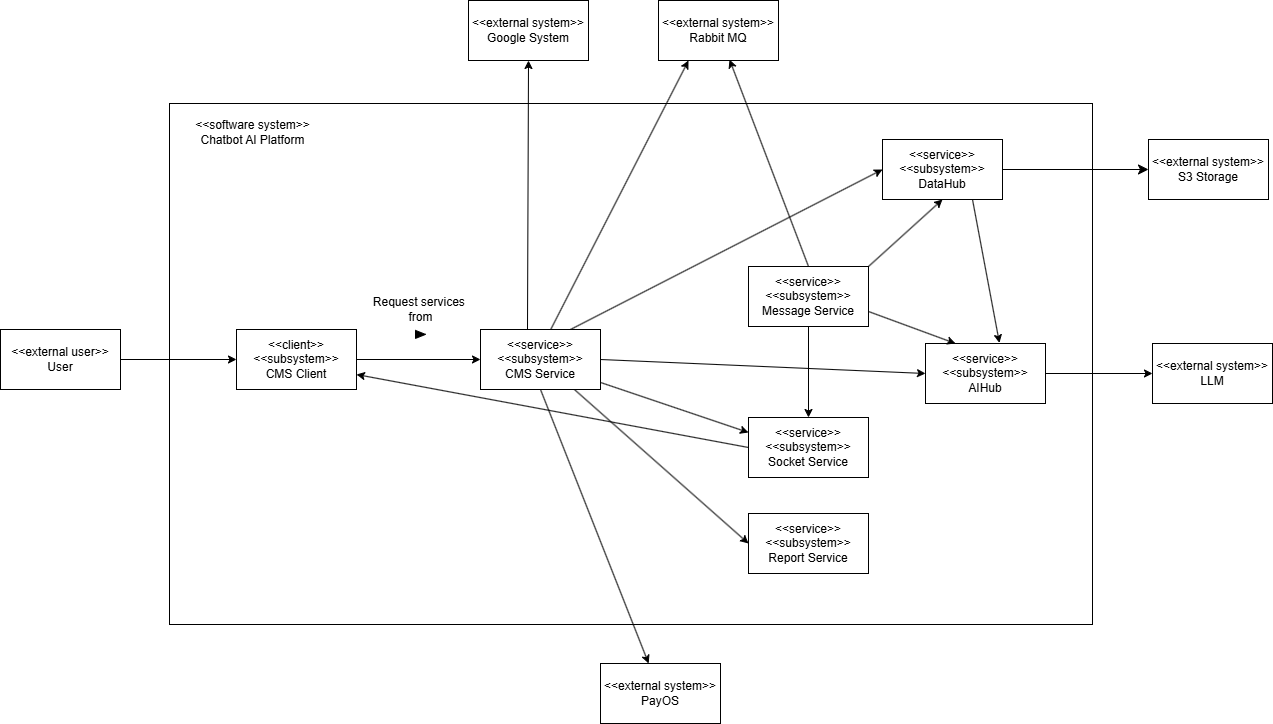 <<external system>>
Google System
<<external system>>
Rabbit MQ
<<software system>>
Chatbot AI Platform
<<service>>
<<subsystem>>
DataHub
<<external system>>
S3 Storage
<<service>>
<<subsystem>>
Message Service
Request services
from
<<external user>>
User
<<client>>
<<subsystem>>
CMS Client
<<service>>
<<subsystem>>
CMS Service
<<service>>
<<subsystem>>
AIHub
<<external system>>
LLM
<<service>>
<<subsystem>>
Socket Service
<<service>>
<<subsystem>>
Report Service
<<external system>>
PayOS